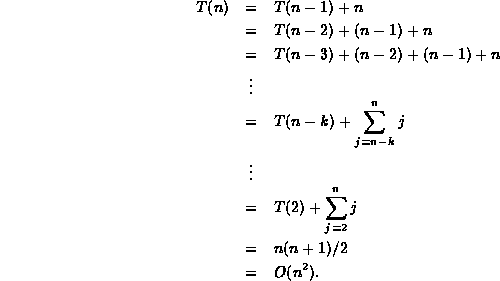 T(n) = T(n − 1) + n
= T(n − 2) + (n − 1) + n
= T(n − 3) + (n − 2) + (n − 1) + n
⋮
= T(n − k) + ∑_{j=n−k}^{n} j
⋮
= T(2) + ∑_{j=2}^{n} j
= n(n + 1)/2
= O(n²).